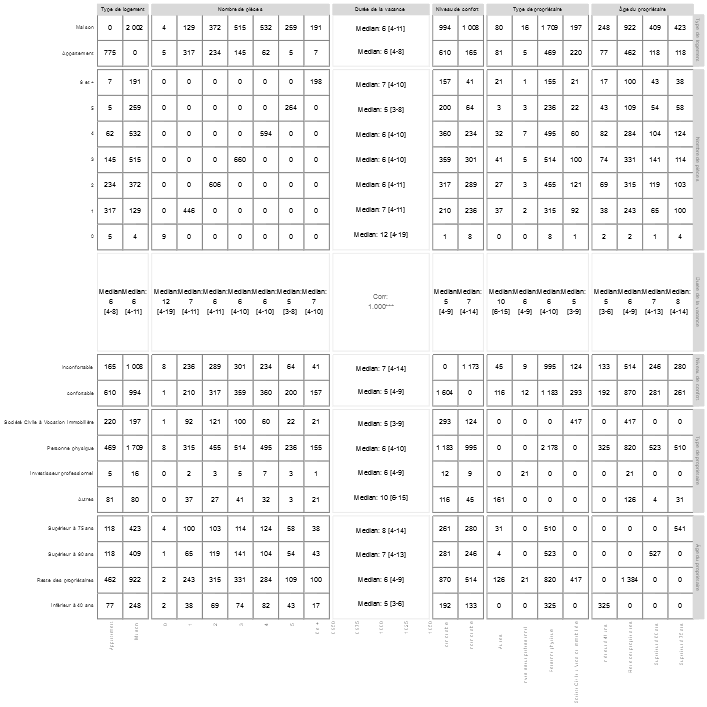 Type de logement Nombre de pièces Durée de la vacance Niveau de confort Type de propriétaire Âge du propriétaire
Maison 0 2 002 4 129 372 515 532 259 191 Median: 6 [4-11] 994 1 008 80 16 1 709 197 248 922 409 423
Appartement 775 0 5 317 234 145 62 5 7 Median: 6 [4-8] 610 165 81 5 469 220 77 462 118 118
Type de logement
6 et + 7 191 0 0 0 0 0 0 198 Median: 7 [4-10] 157 41 21 1 155 21 17 100 43 38
5 5 259 0 0 0 0 0 264 0 Median: 5 [3-8] 200 64 3 3 236 22 43 109 54 58
4 62 532 0 0 0 0 594 0 0 Median: 6 [4-10] 360 234 32 7 495 60 82 284 104 124
3 145 515 0 0 0 660 0 0 0 Median: 6 [4-10] 359 301 41 5 514 100 74 331 141 114
2 234 372 0 0 606 0 0 0 0 Median: 6 [4-11] 317 289 27 3 455 121 69 315 119 103
1 317 129 0 446 0 0 0 0 0 Median: 7 [4-11] 210 236 37 2 315 92 38 243 65 100
0 5 4 9 0 0 0 0 0 0 Median: 12 [4-19] 1 8 0 0 8 1 2 2 1 4
Nombre de pièces
Median: Median: Median: Median: Median: Median: Median: Median: Median: Corr: Median: Median: Median: Median: Median: Median: Median: Median: Median: Median:
6 6 12 7 6 6 6 5 7 1.000*** 5 7 10 6 6 5 5 6 7 8
[4-8] [4-11] [4-19] [4-11] [4-11] [4-10] [4-10] [3-8] [4-10] [4-9] [4-14] [6-15] [4-9] [4-10] [3-9] [3-6] [4-9] [4-13] [4-14]
Durée de la vacance
inconfortable 165 1 008 8 236 289 301 234 64 41 Median: 7 [4-14] 0 1 173 45 9 995 124 133 514 246 280
confortable 610 994 1 210 317 359 360 200 157 Median: 5 [4-9] 1 604 0 116 12 1 183 293 192 870 281 261
Niveau de confort
Société Civile à Vocation Immobilière 220 197 1 92 121 100 60 22 21 Median: 5 [3-9] 293 124 0 0 0 417 0 417 0 0
Personne physique 469 1 709 8 315 455 514 495 236 155 Median: 6 [4-10] 1 183 995 0 0 2 178 0 325 820 523 510
Investisseur professionnel 5 16 0 2 3 5 7 3 1 Median: 6 [4-9] 12 9 0 21 0 0 0 21 0 0
Autres 81 80 0 37 27 41 32 3 21 Median: 10 [6-15] 116 45 161 0 0 0 0 126 4 31
Type de propriétaire
Supérieur à 75 ans 118 423 4 100 103 114 124 58 38 Median: 8 [4-14] 261 280 31 0 510 0 0 0 0 541
Supérieur à 60 ans 118 409 1 65 119 141 104 54 43 Median: 7 [4-13] 281 246 4 0 523 0 0 0 527 0
Reste des propriétaires 462 922 2 243 315 331 284 109 100 Median: 6 [4-9] 870 514 126 21 820 417 0 1 384 0 0
Inférieur à 40 ans 77 248 2 38 69 74 82 43 17 Median: 5 [3-6] 192 133 0 0 325 0 325 0 0 0
Âge du propriétaire
Appartement Maison 0 1 2 3 4 5 6 et + confortable inconfortable Autres Investisseur professionnel Personne physique Société Civile à Vocation Immobilière Inférieur à 40 ans Reste des propriétaires Supérieur à 60 ans Supérieur à 75 ans